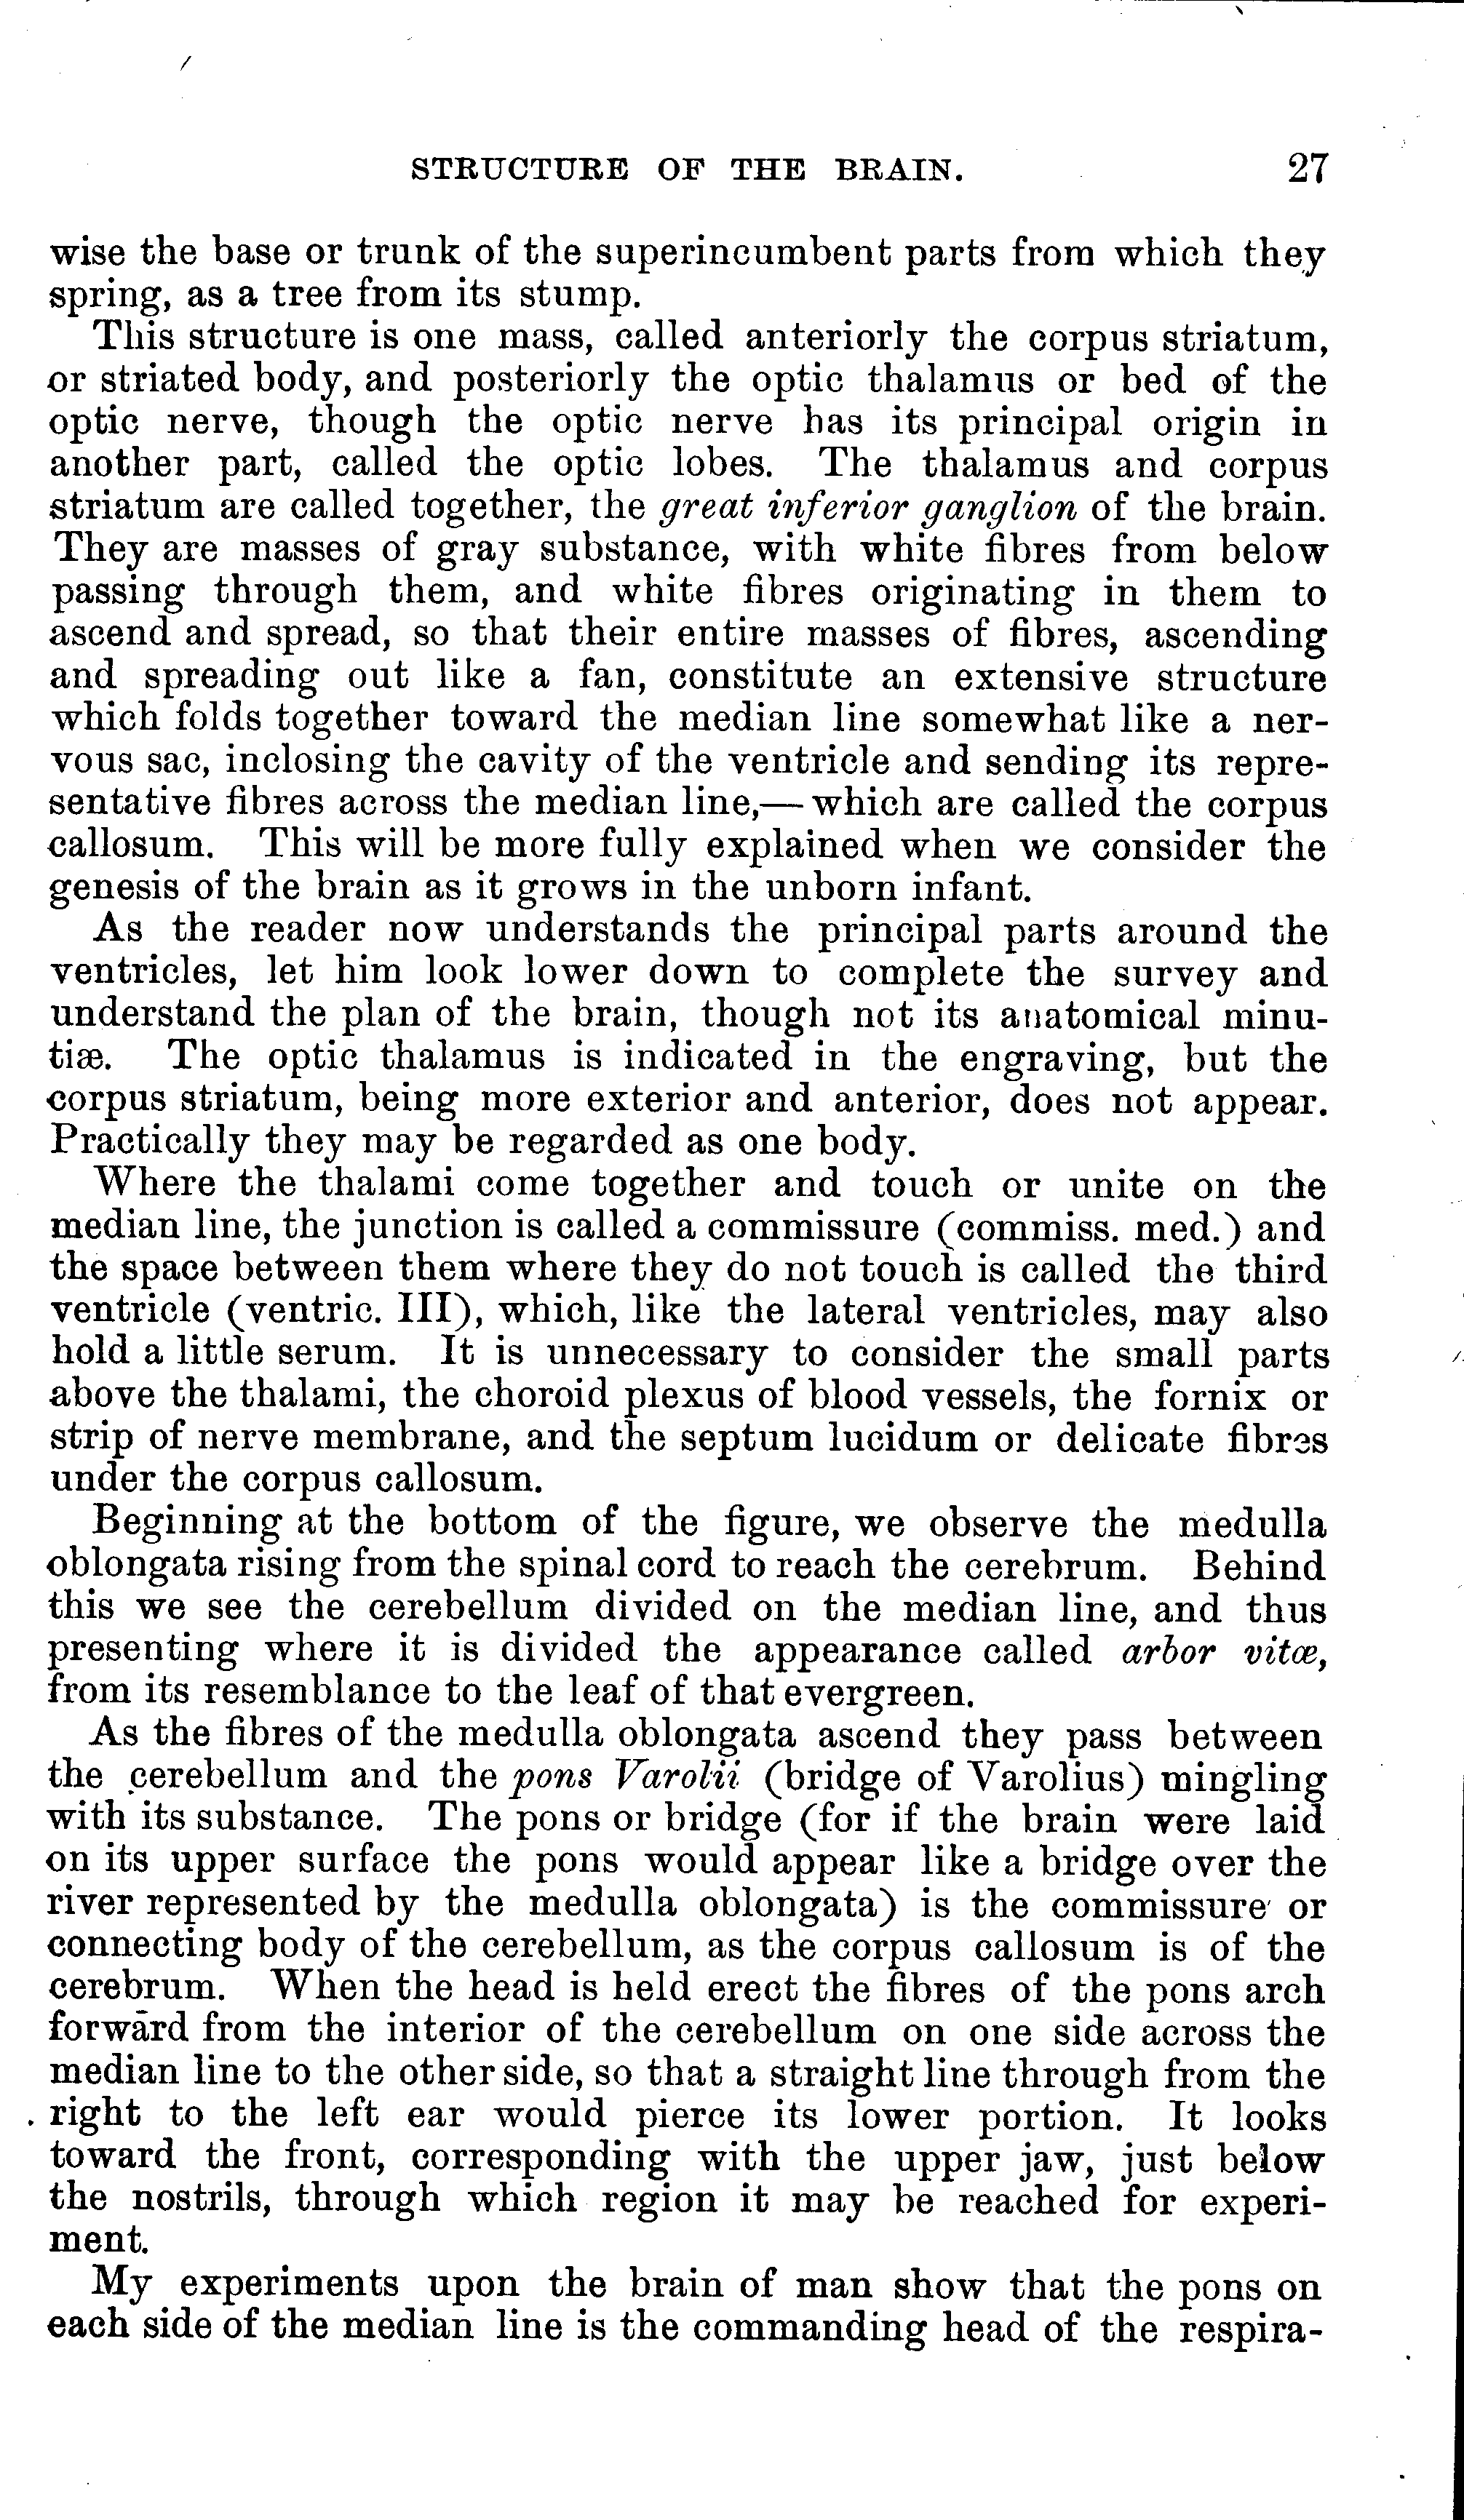 STRUCTURE OF THE BRAIN. 27
wise the base or trunk of the superincumbent parts from which they
spring, as a tree from its stump.
This structure is one mass, called anteriorly the corpus striatum,
or striated body, and posteriorly the optic thalamus or bed of the
optic nerve, though the optic nerve has its principal origin in
another part, called the optic lobes. The thalamus and corpus
striatum are called together, the great inferior ganglion of the brain.
They are masses of gray substance, with white fibres from below
passing through them, and white fibres originating in them to
ascend and spread, so that their entire masses of fibres, ascending
and spreading out like a fan, constitute an extensive structure
which folds together toward the median line somewhat like a ner-
vous sac, inclosing the cavity of the ventricle and sending its repre-
sentative fibres across the median line,— which are called the corpus
callosum. This will be more fully explained when we consider the
genesis of the brain as it grows in the unborn infant.
As the reader now understands the principal parts around the
ventricles, let him look lower down to complete the survey and
understand the plan of the brain, though not its anatomical minu-
tiæ. The optic thalamus is indicated in the engraving, but the
corpus striatum, being more exterior and anterior, does not appear.
Practically they may be regarded as one body.
Where the thalami come together and touch or unite on the
median line, the junction is called a commissure (commiss. med.) and
the space between them where they do not touch is called the third
ventricle (ventric. III), which, like the lateral ventricles, may also
hold a little serum. It is unnecessary to consider the small parts
above the thalami, the choroid plexus of blood vessels, the fornix or
strip of nerve membrane, and the septum lucidum or delicate fibres
under the corpus callosum.
Beginning at the bottom of the figure, we observe the medulla
oblongata rising from the spinal cord to reach the cerebrum. Behind
this we see the cerebellum divided on the median line, and thus
presenting where it is divided the appearance called arbor vitæ,
from its resemblance to the leaf of that evergreen.
As the fibres of the medulla oblongata ascend they pass between
the cerebellum and the pons Varolii (bridge of Varolius) mingling
with its substance. The pons or bridge (for if the brain were laid
on its upper surface the pons would appear like a bridge over the
river represented by the medulla oblongata) is the commissure or
connecting body of the cerebellum, as the corpus callosum is of the
cerebrum. When the head is held erect the fibres of the pons arch
forward from the interior of the cerebellum on one side across the
median line to the other side, so that a straight line through from the
right to the left ear would pierce its lower portion. It looks
toward the front, corresponding with the upper jaw, just below
the nostrils, through which region it may be reached for experi-
ment.
My experiments upon the brain of man show that the pons on
each side of the median line is the commanding head of the respira-